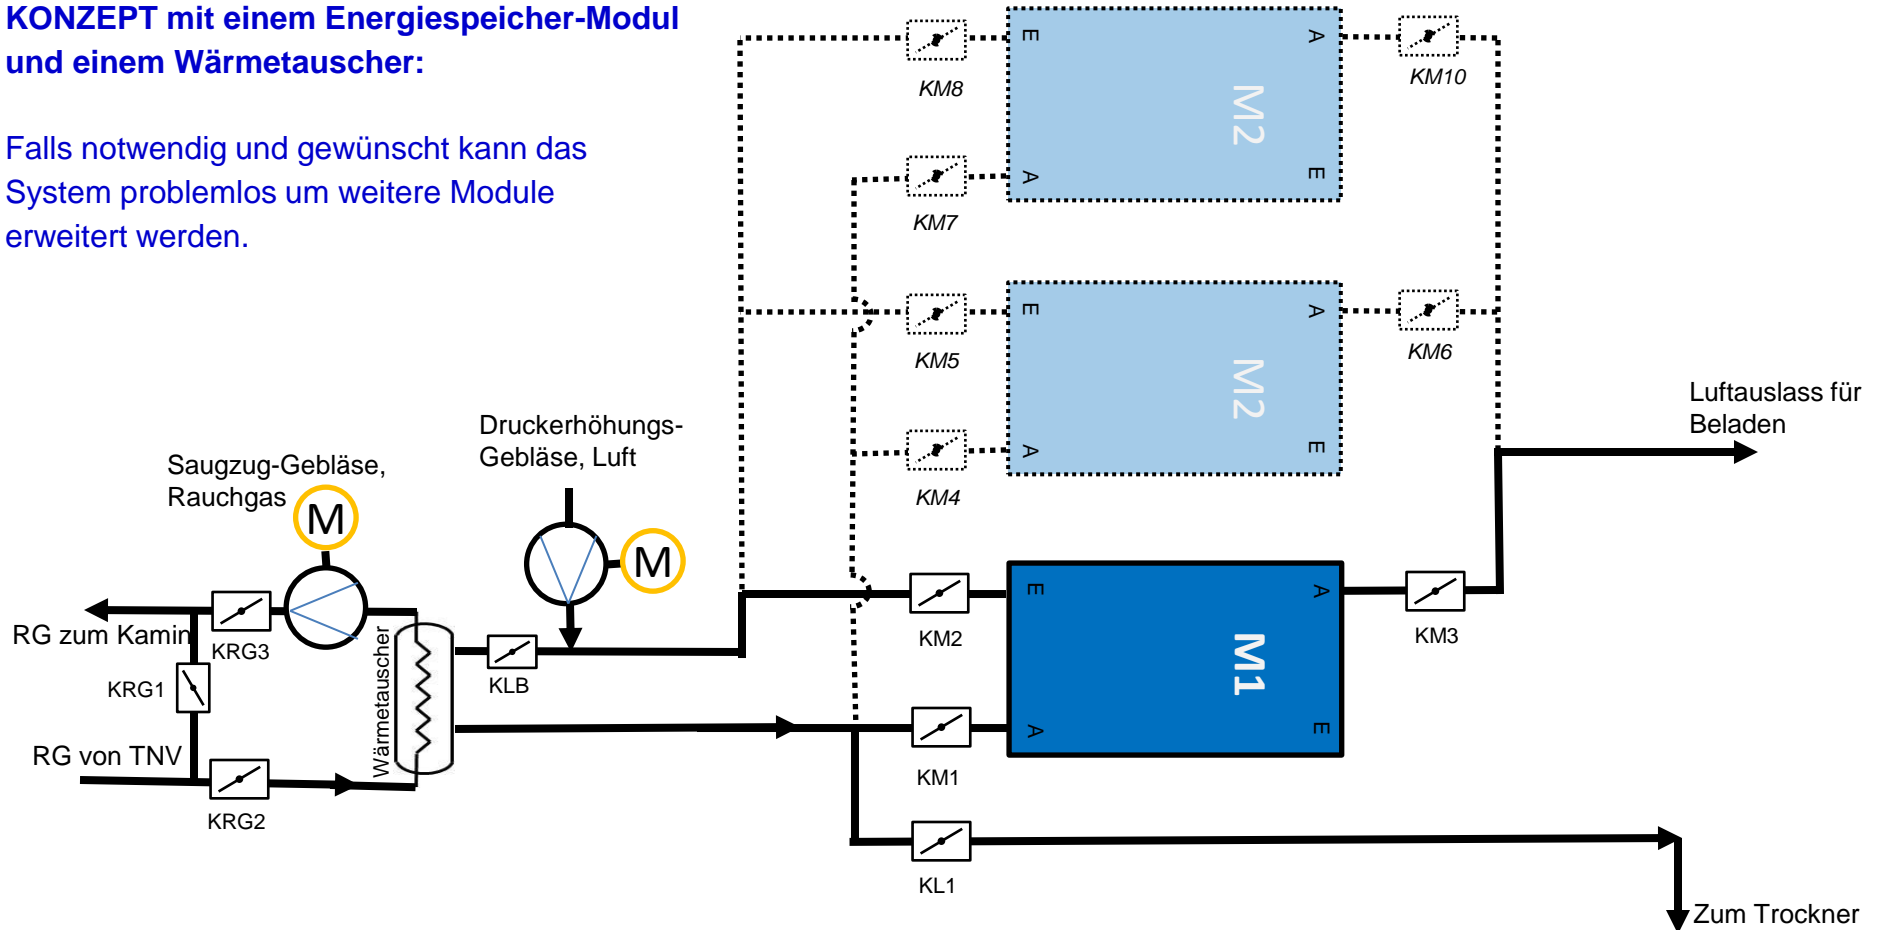 KONZEPT mit einem Energiespeicher-Modul
und einem Wärmetauscher:
Falls notwendig und gewünscht kann das
System problemlos um weitere Module
erweitert werden.
E
A
KM8
KM10
M2
KM7
A
E
E
A
KM5
KM6
M2
KM4
A
E
Luftauslass für
Beladen
Druckerhöhungs-
Gebläse, Luft
Saugzug-Gebläse,
Rauchgas
M
M
E
A
KM2
KM3
M1
RG zum Kamin
KRG3
Wärmetauscher
KLB
KRG1
A
E
RG von TNV
KM1
KRG2
KL1
Zum Trockner